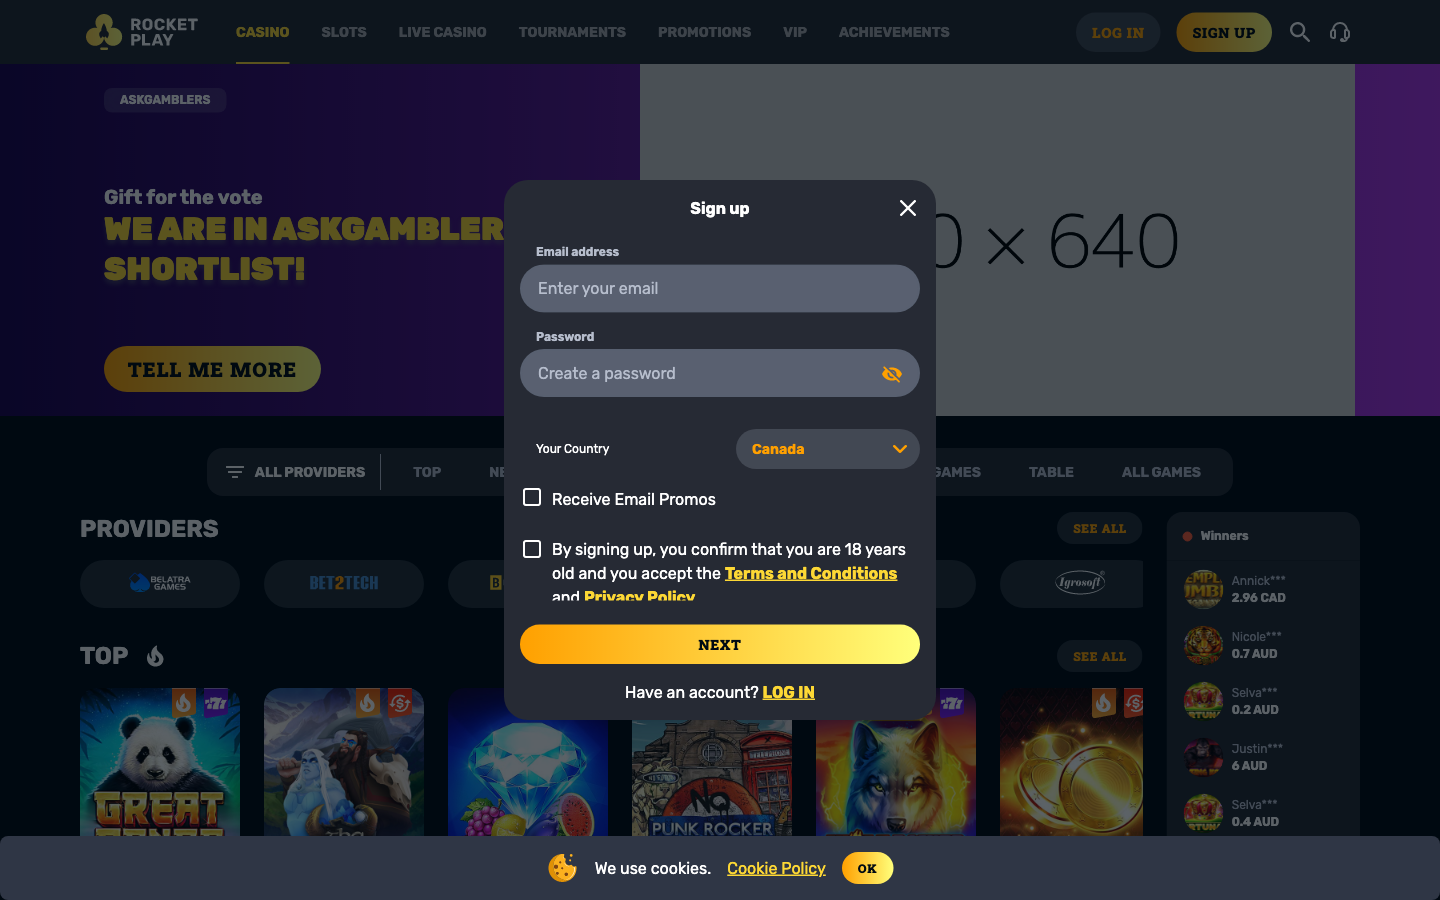 ROCKET
PLAY
CASINO
SLOTS
LIVE CASINO
TOURNAMENTS
PROMOTIONS
VIP
ACHIEVEMENTS
LOG IN
SIGN UP
ASKGAMBLERS
Gift for the vote
WE ARE IN ASKGAMBLER
SHORTLIST!
TELL ME MORE
0 × 640
Sign up
Email address
Enter your email
Password
Create a password
Your Country
Canada
Receive Email Promos
By signing up, you confirm that you are 18 years
old and you accept the Terms and Conditions
and Privacy Policy
NEXT
Have an account? LOG IN
ALL PROVIDERS
TOP
NE
GAMES
TABLE
ALL GAMES
PROVIDERS
SEE ALL
BELATRA
GAMES
BET2TECH
B
Igrosoft
TOP
SEE ALL
GREAT
NO
PUNK ROCKER
Winners
Annick***
2.96 CAD
Nicole***
0.7 AUD
Selva***
0.2 AUD
Justin***
6 AUD
Selva***
0.4 AUD
We use cookies.
Cookie Policy
OK